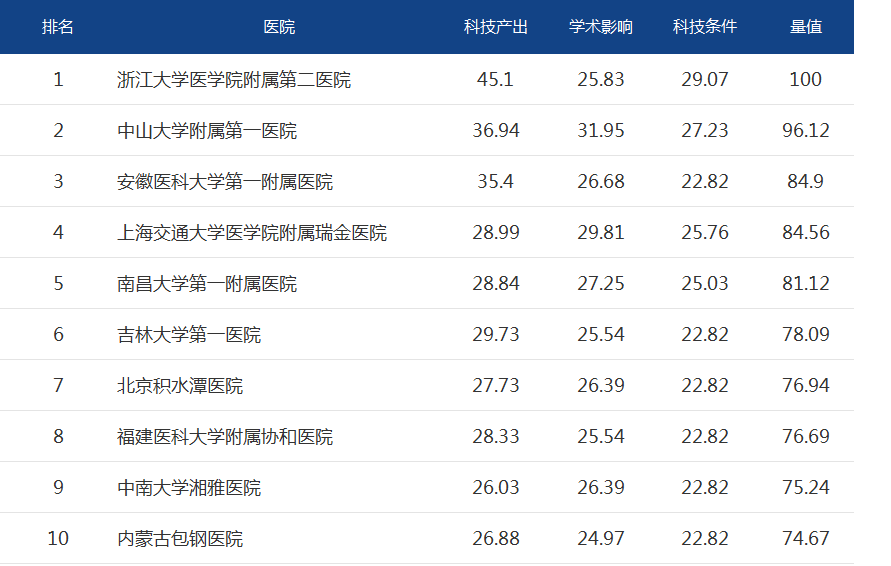 排名 医院 科技产出 学术影响 科技条件 量值
1 浙江大学医学院附属第二医院 45.1 25.83 29.07 100
2 中山大学附属第一医院 36.94 31.95 27.23 96.12
3 安徽医科大学第一附属医院 35.4 26.68 22.82 84.9
4 上海交通大学医学院附属瑞金医院 28.99 29.81 25.76 84.56
5 南昌大学第一附属医院 28.84 27.25 25.03 81.12
6 吉林大学第一医院 29.73 25.54 22.82 78.09
7 北京积水潭医院 27.73 26.39 22.82 76.94
8 福建医科大学附属协和医院 28.33 25.54 22.82 76.69
9 中南大学湘雅医院 26.03 26.39 22.82 75.24
10 内蒙古包钢医院 26.88 24.97 22.82 74.67